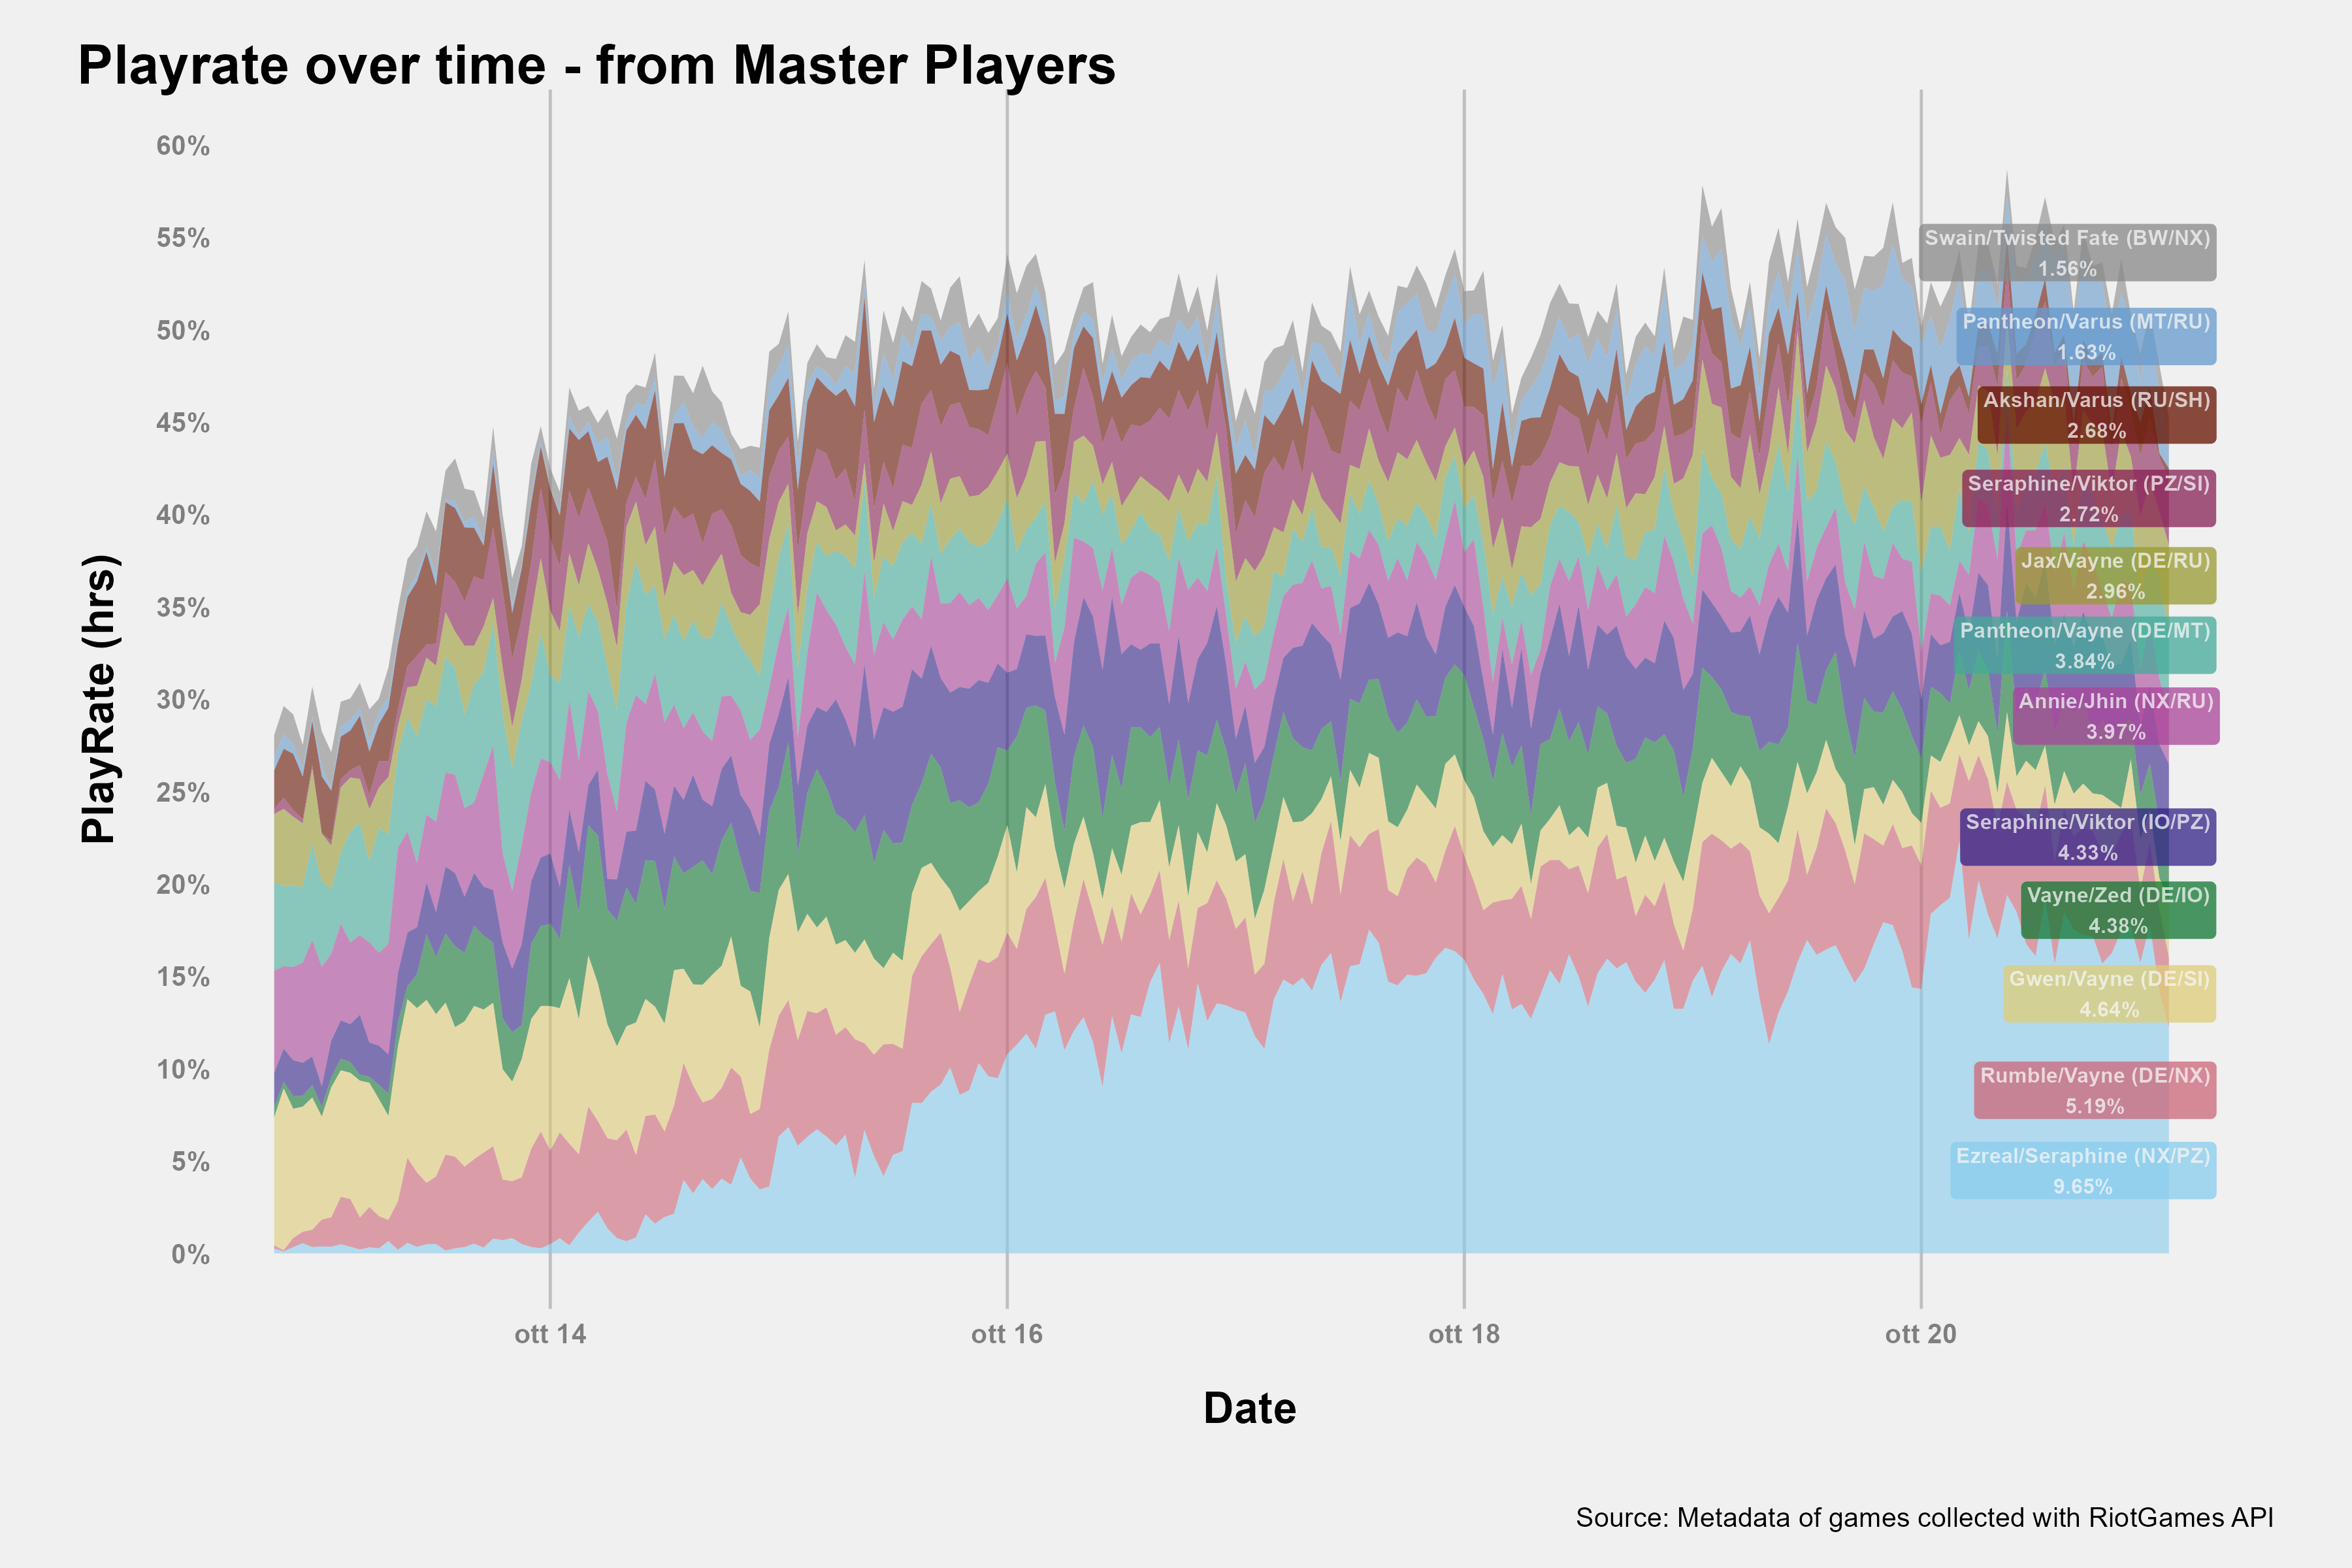 Playrate over time - from Master Players
60%
55%
50%
45%
40%
35%
30%
25%
20%
15%
10%
5%
0%
PlayRate (hrs)
Swain/Twisted Fate (BW/NX)
1.56%
Pantheon/Varus (MT/RU)
1.63%
Akshan/Varus (RU/SH)
2.68%
Seraphine/Viktor (PZ/SI)
2.72%
Jax/Vayne (DE/RU)
2.96%
Pantheon/Vayne (DE/MT)
3.84%
Annie/Jhin (NX/RU)
3.97%
Seraphine/Viktor (IO/PZ)
4.33%
Vayne/Zed (DE/IO)
4.38%
Gwen/Vayne (DE/SI)
4.64%
Rumble/Vayne (DE/NX)
5.19%
Ezreal/Seraphine (NX/PZ)
9.65%
ott 14
ott 16
ott 18
ott 20
Date
Source: Metadata of games collected with RiotGames API